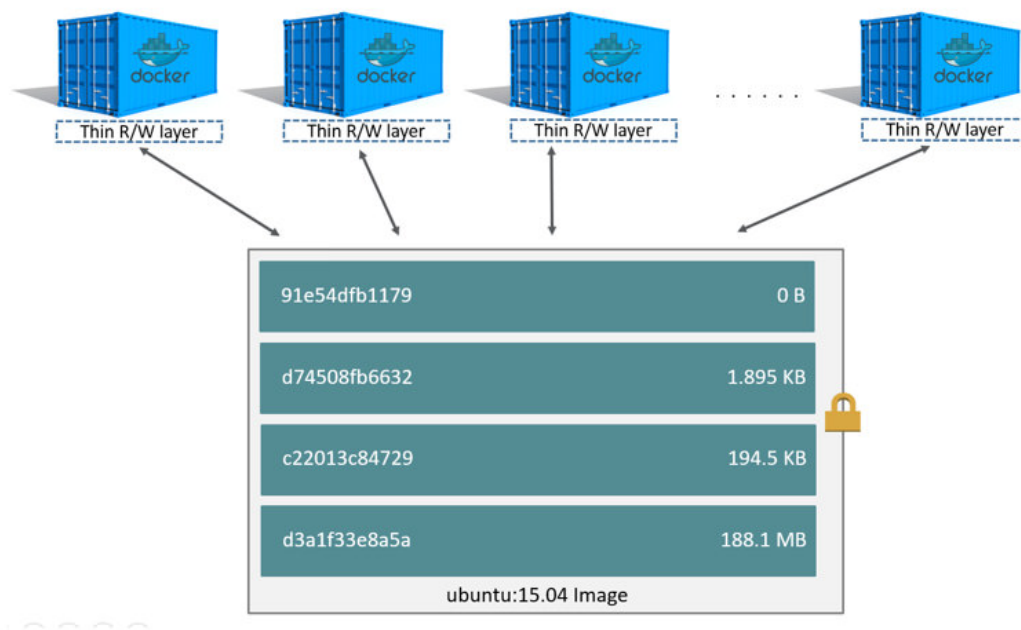 docker docker docker . . . . . . docker
Thin R/W layer Thin R/W layer Thin R/W layer Thin R/W layer
91e54dfb1179 0 B
d74508fb6632 1.895 KB
c22013c84729 194.5 KB
d3a1f33e8a5a 188.1 MB
ubuntu:15.04 Image